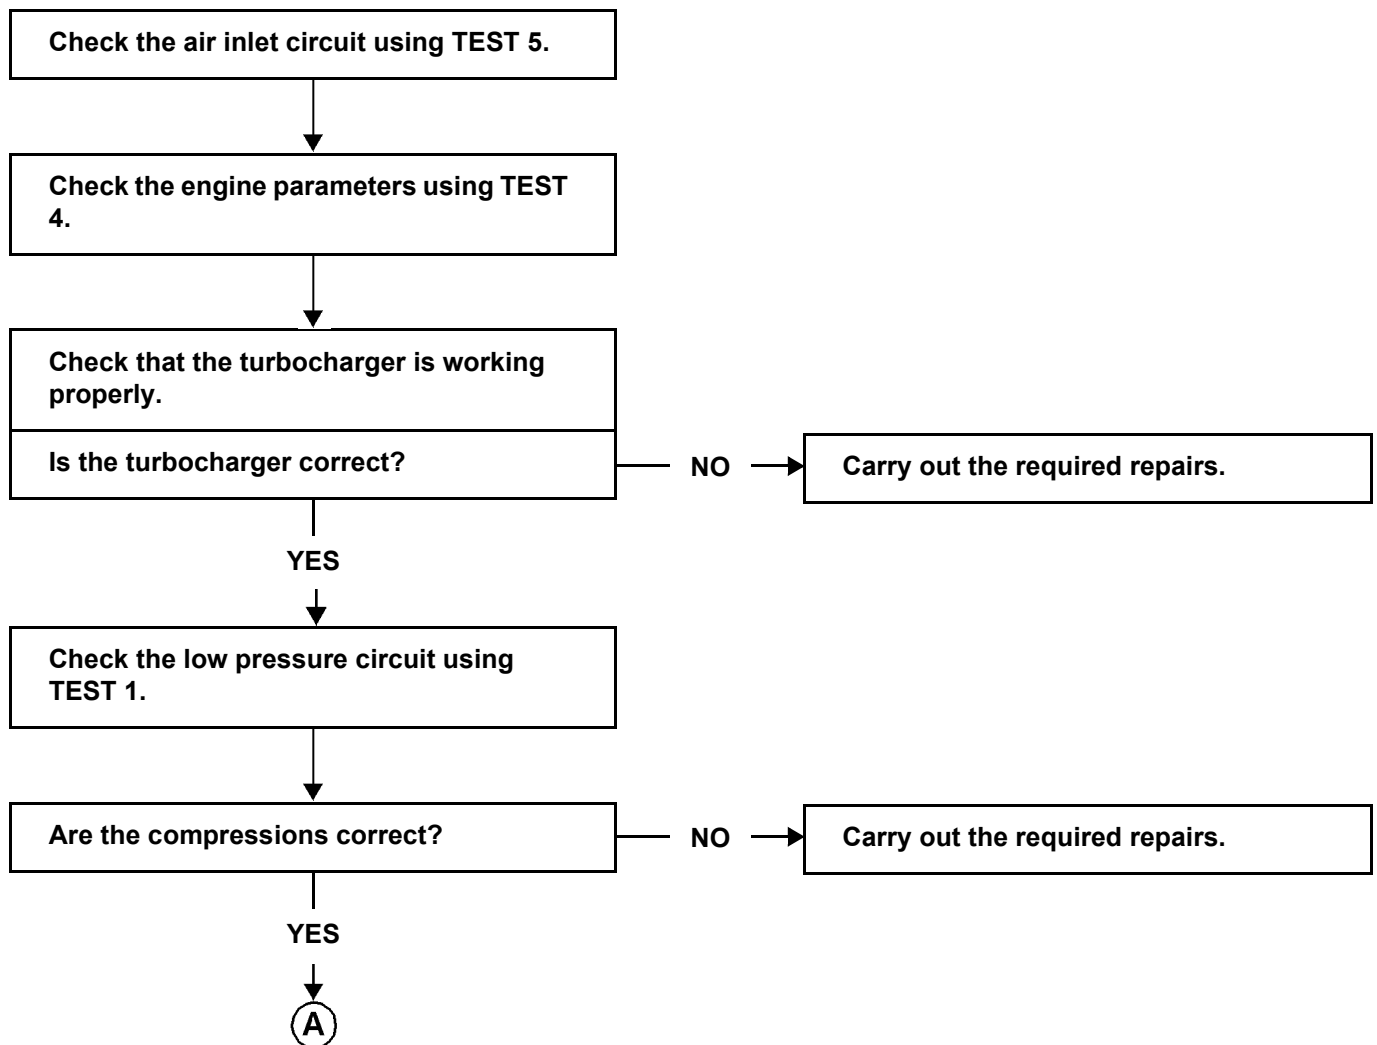 Check the air inlet circuit using TEST 5.
Check the engine parameters using TEST
4.
Check that the turbocharger is working
properly.
Is the turbocharger correct?
NO
Carry out the required repairs.
YES
Check the low pressure circuit using
TEST 1.
Are the compressions correct?
NO
Carry out the required repairs.
YES
A